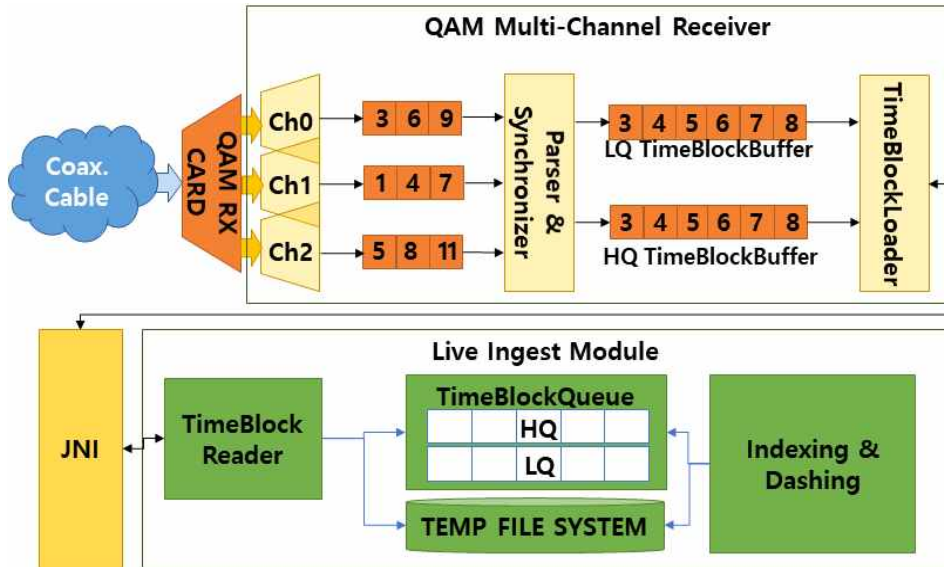 QAM Multi-Channel Receiver
Coax.
Cable
QAM RX
CARD
Ch0
Ch1
Ch2
3 6 9
1 4 7
5 8 11
Parser &
Synchronizer
3 4 5 6 7 8
LQ TimeBlockBuffer
3 4 5 6 7 8
HQ TimeBlockBuffer
TimeBlockLoader
JNI
Live Ingest Module
TimeBlock
Reader
TimeBlockQueue
HQ
LQ
TEMP FILE SYSTEM
Indexing &
Dashing